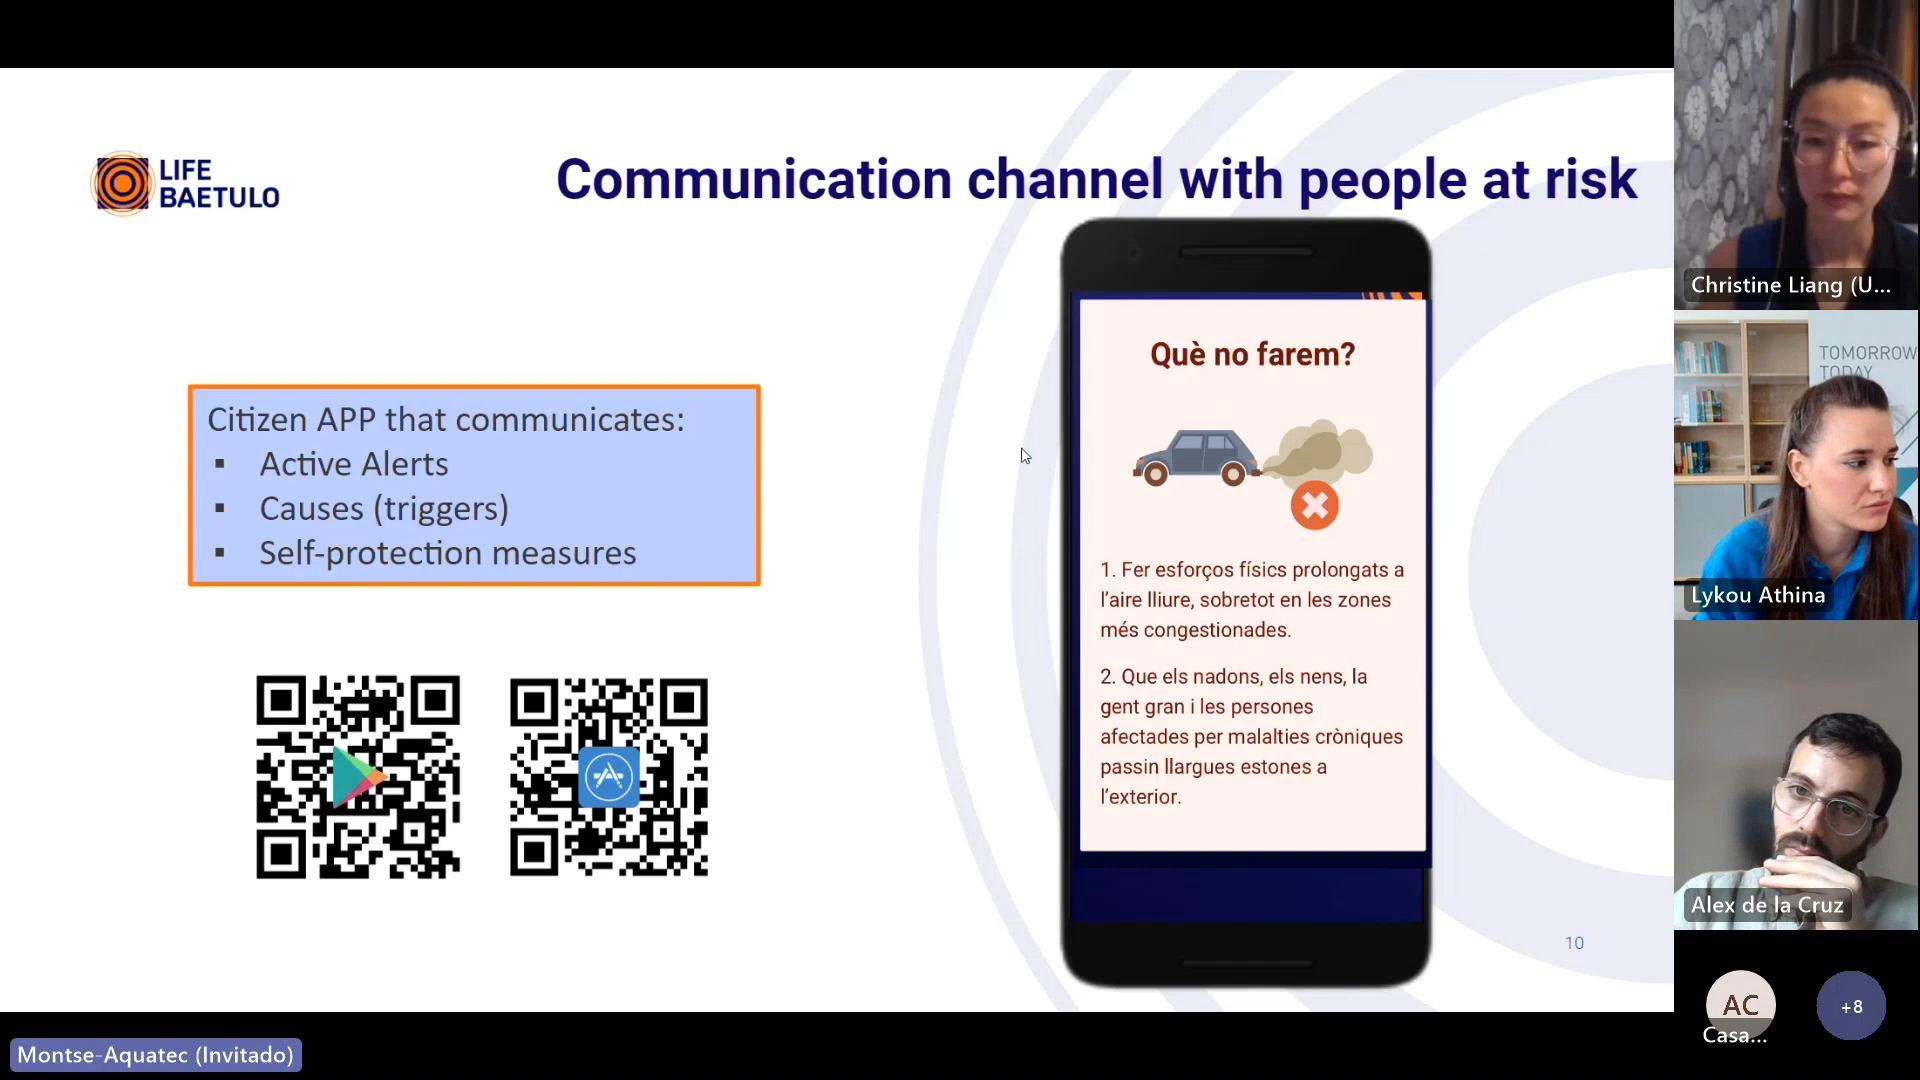 LIFE
BAETULO
Communication channel with people at risk
Citizen APP that communicates:
▪ Active Alerts
▪ Causes (triggers)
▪ Self-protection measures
Què no farem?
1. Fer esforços físics prolongats a
l'aire lliure, sobretot en les zones
més congestionades.
2. Que els nadons, els nens, la
gent gran i les persones
afectades per malalties cròniques
passin llargues estones a
l'exterior.
10
Christine Liang (U...
TOMORROW
TODAY
Lykou Athina
Alex de la Cruz
AC
Casa...
+8
Montse-Aquatec (Invitado)